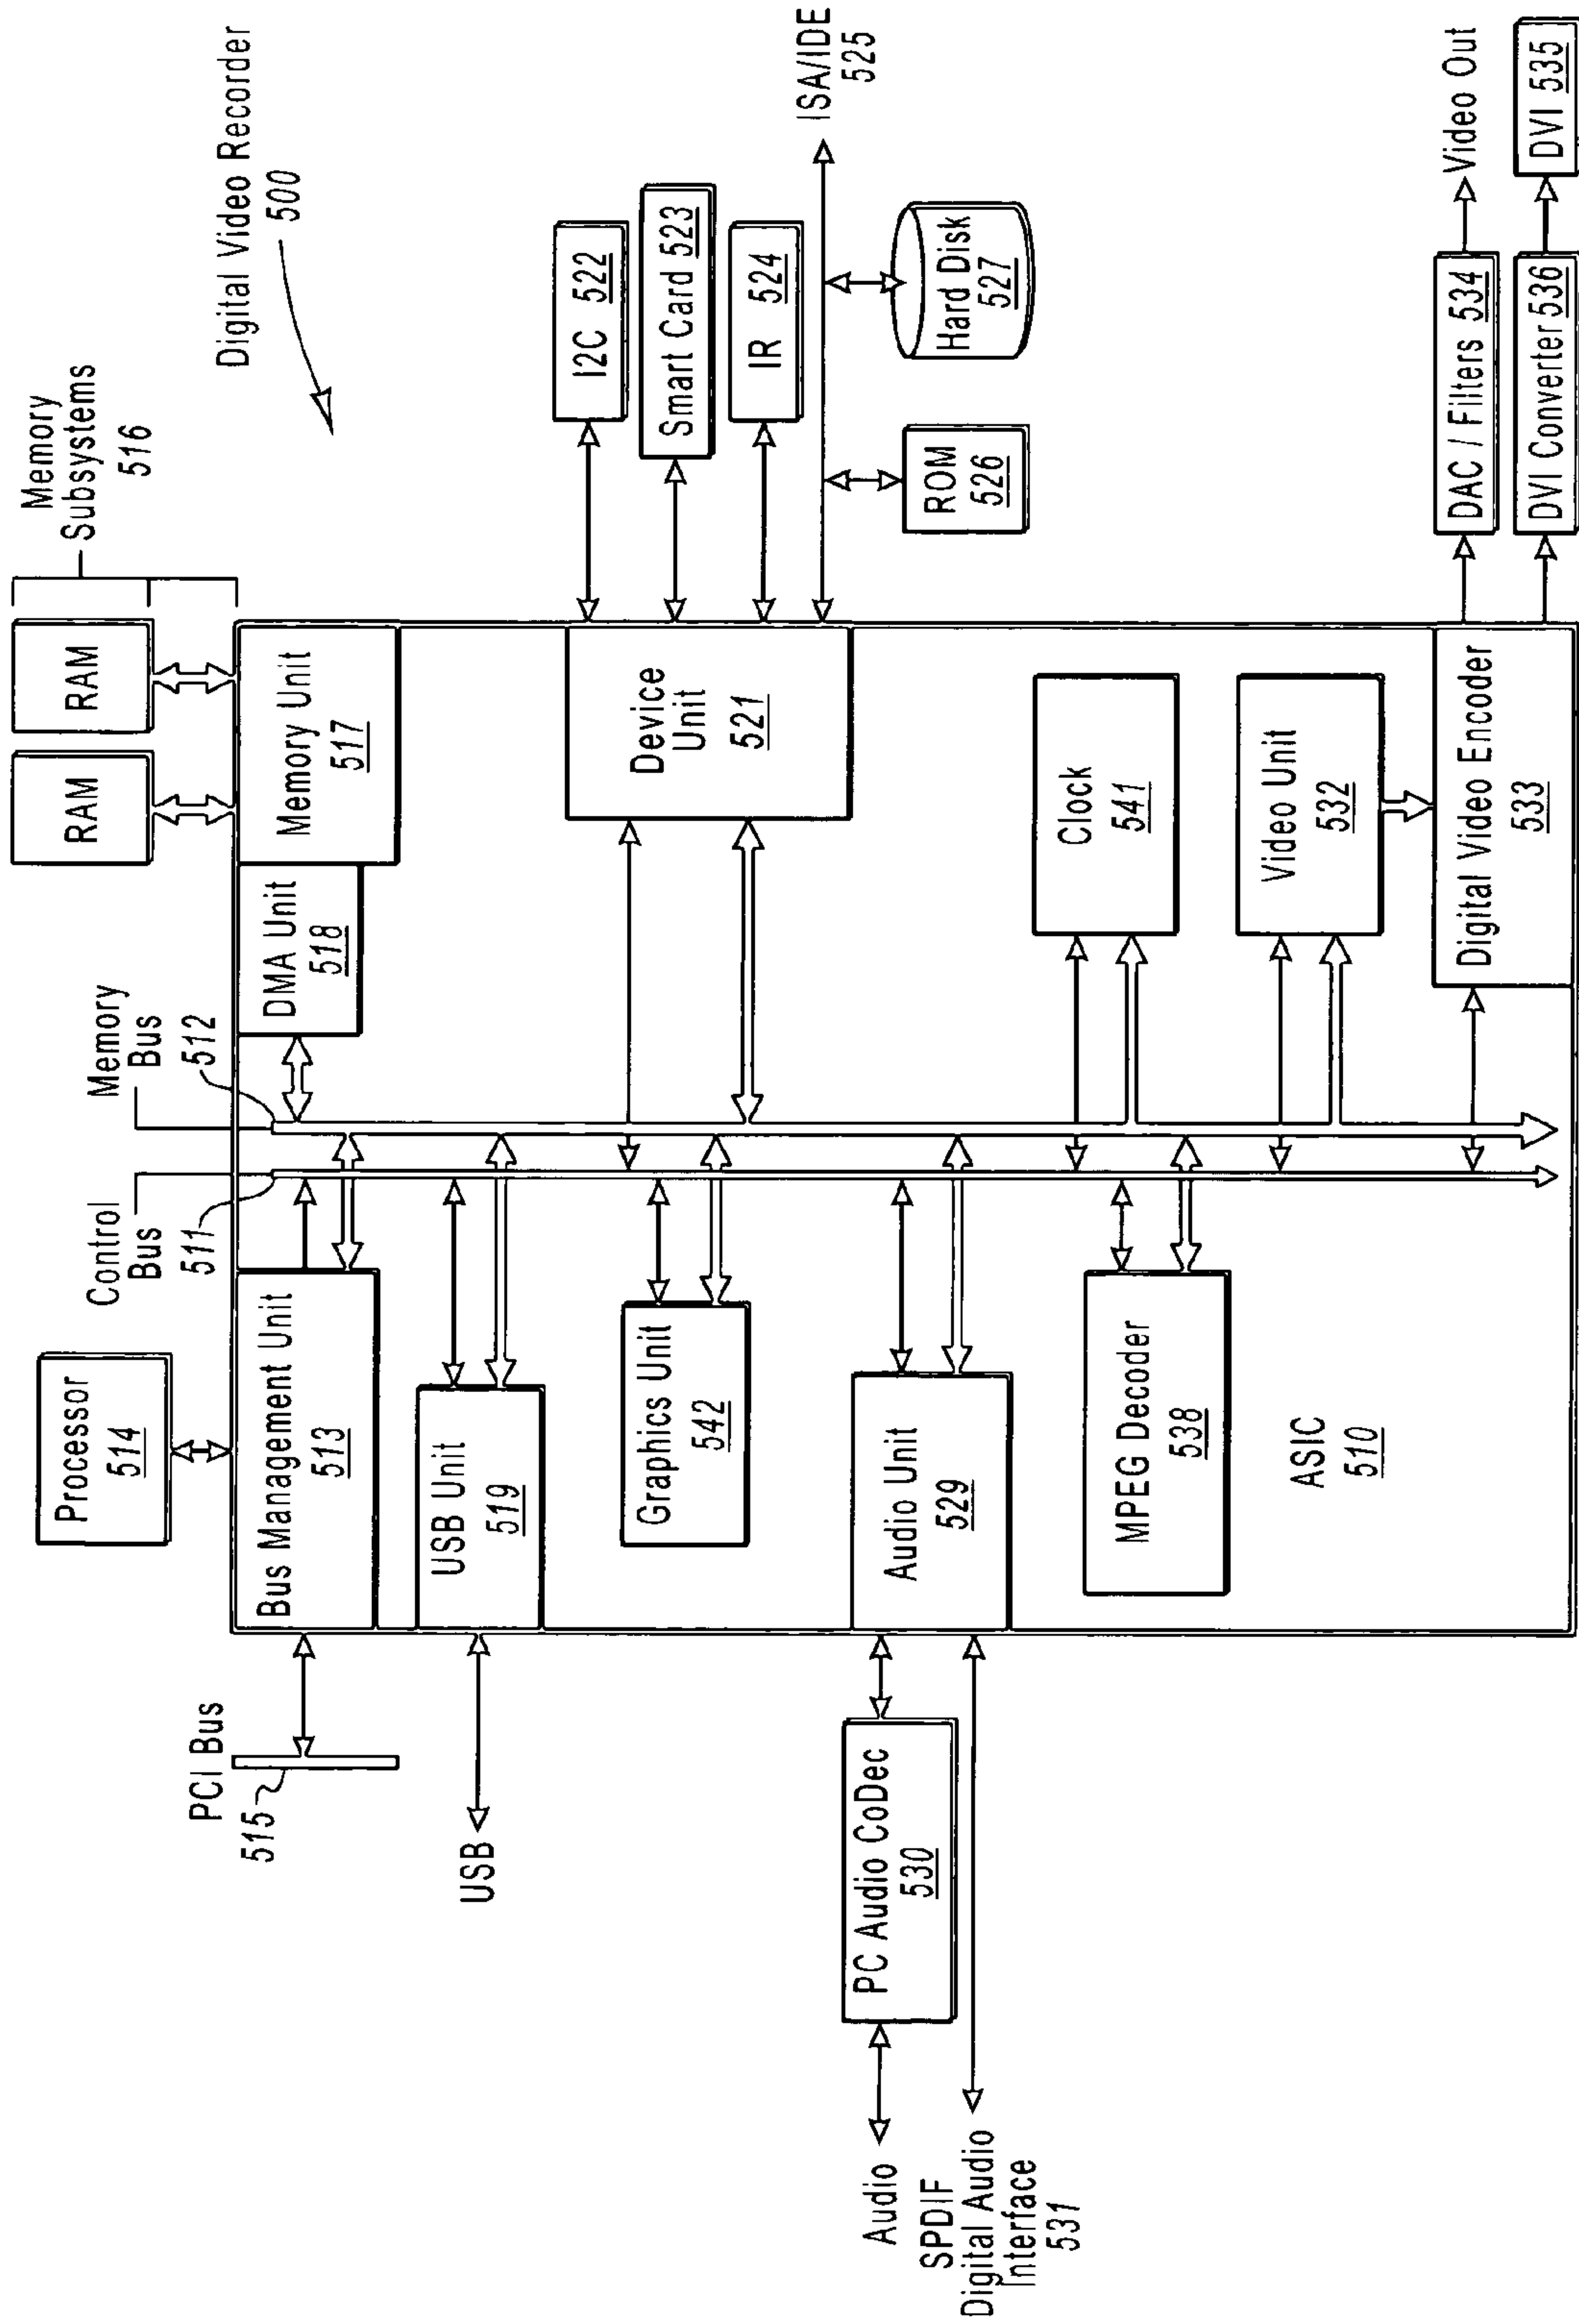 Digital Video Recorder
500
Memory
Subsystems
516
RAM
RAM
Memory
Bus
512
Control
Bus
511
Processor
514
PCI Bus
515
Bus Management Unit
513
DMA Unit
518
Memory Unit
517
USB
USB Unit
519
Graphics Unit
542
Device
Unit
521
I2C 522
Smart Card 523
IR 524
ISA/IDE
525
ROM
526
Hard Disk
527
Audio
PC Audio CoDec
530
SPDIF
Digital Audio
Interface
531
Audio Unit
529
Clock
541
MPEG Decoder
538
Video Unit
532
ASIC
510
Digital Video Encoder
533
DAC / Filters 534
Video Out
DVI Converter 536
DVI 535